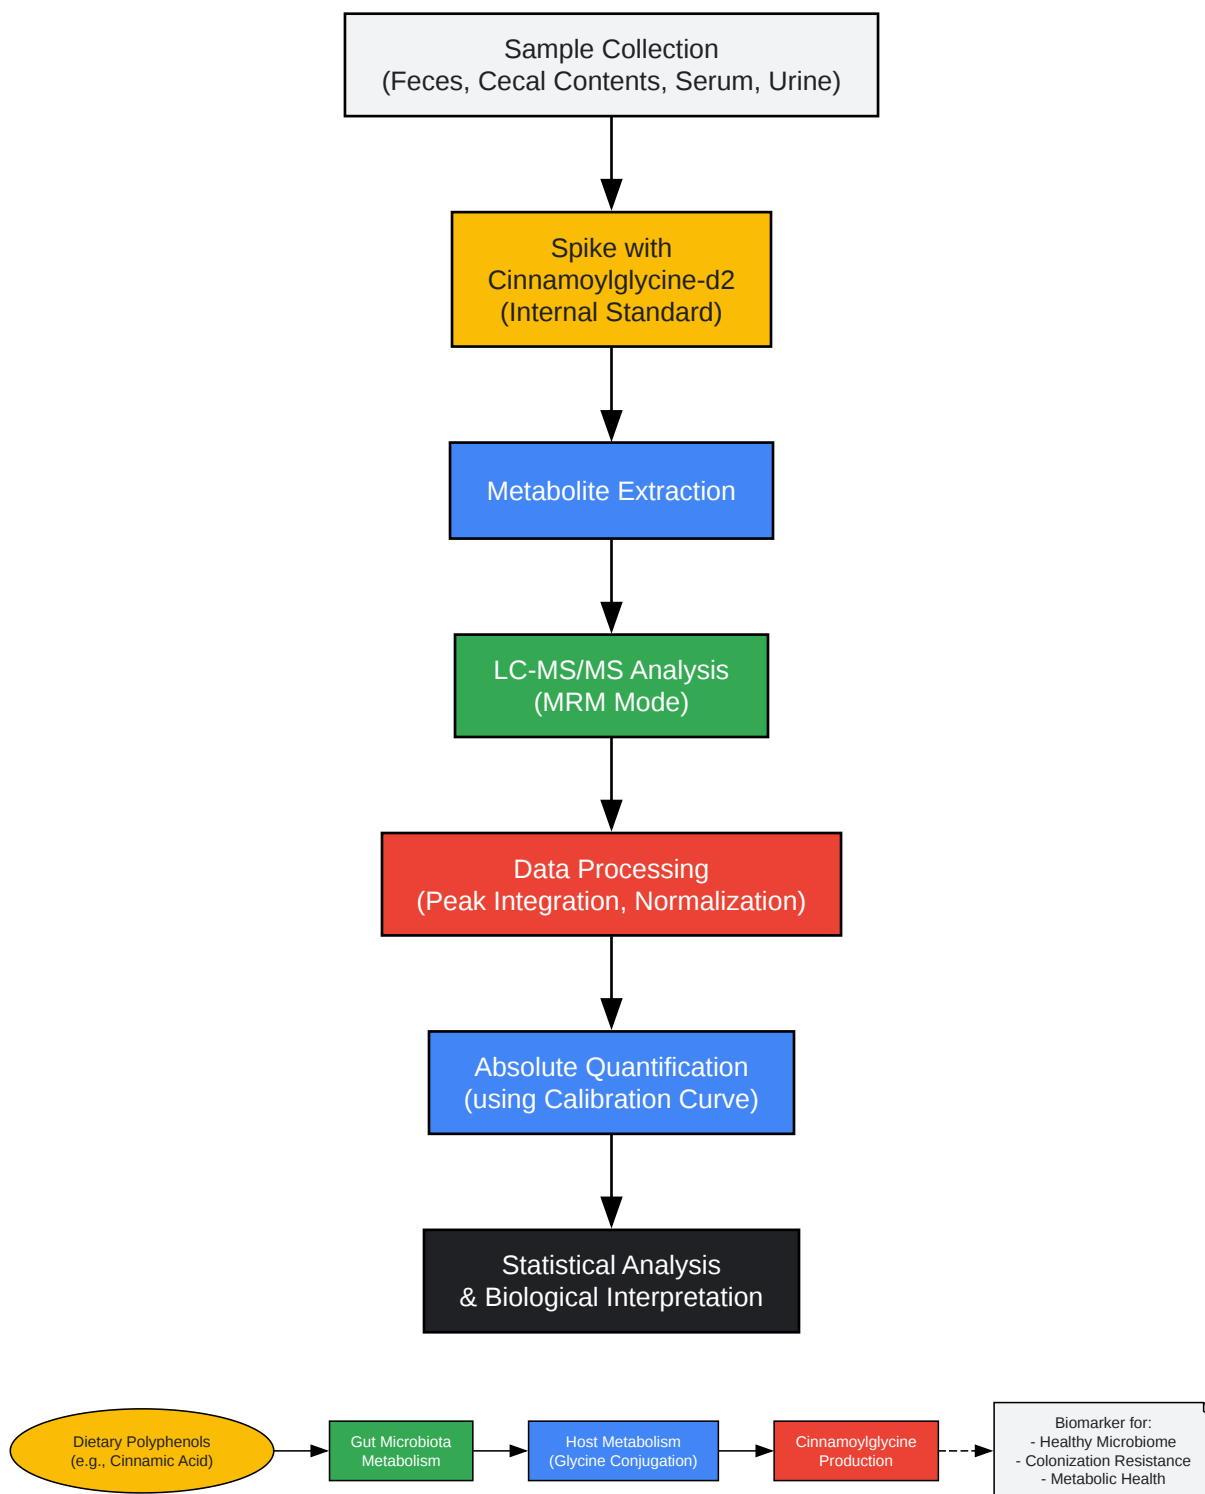 Sample Collection
(Feces, Cecal Contents, Serum, Urine)
Spike with
Cinnamoylglycine-d2
(Internal Standard)
Metabolite Extraction
LC-MS/MS Analysis
(MRM Mode)
Data Processing
(Peak Integration, Normalization)
Absolute Quantification
(using Calibration Curve)
Statistical Analysis
& Biological Interpretation
Dietary Polyphenols
(e.g., Cinnamic Acid)
Gut Microbiota
Metabolism
Host Metabolism
(Glycine Conjugation)
Cinnamoylglycine
Production
Biomarker for:
- Healthy Microbiome
- Colonization Resistance
- Metabolic Health